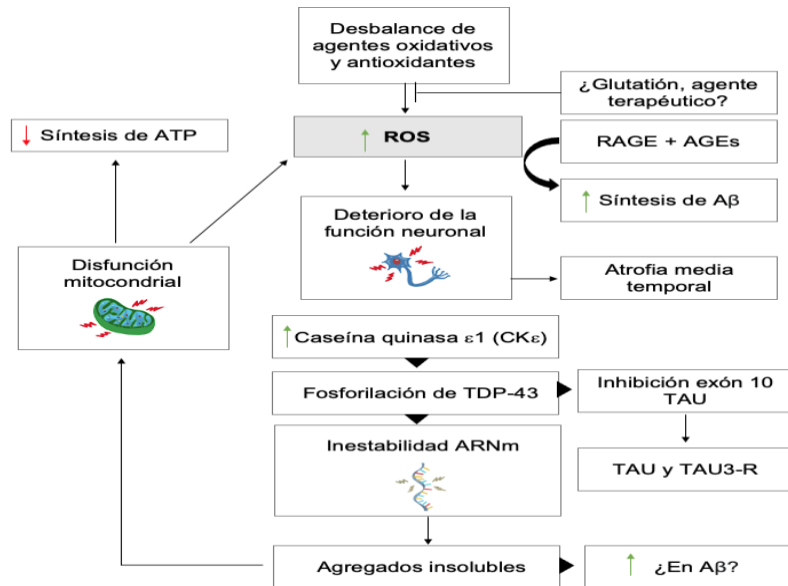 Desbalance de
agentes oxidativos
y antioxidantes
¿Glutatión, agente
terapéutico?
↓ Síntesis de ATP
↑ ROS
RAGE + AGEs
↑ Síntesis de Aβ
Deterioro de la
función neuronal
Disfunción
mitocondrial
Atrofia media
temporal
↑ Caseína quinasa ε1 (CKε)
Fosforilación de TDP-43
Inhibición exón 10
TAU
Inestabilidad ARNm
TAU y TAU3-R
Agregados insolubles
↑ ¿En Aβ?